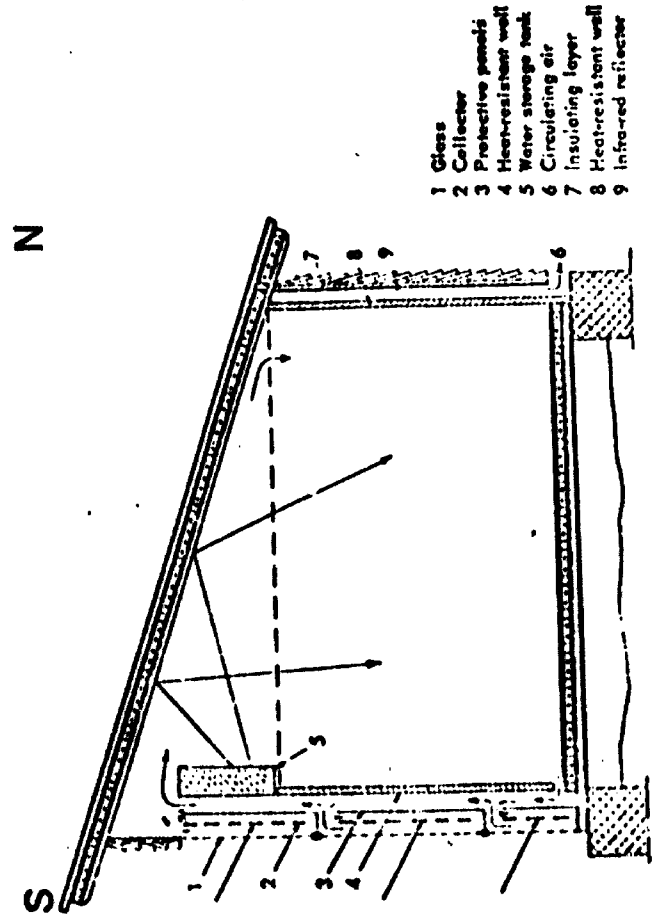 N
S
1 Glass
2 Collector
3 Protective panels
4 Heat-resistant wall
5 Water storage tank
6 Circulating air
7 Insulating layer
8 Heat-resistant wall
9 Infra-red reflector
7
8
9
6
5
1
2
3
4